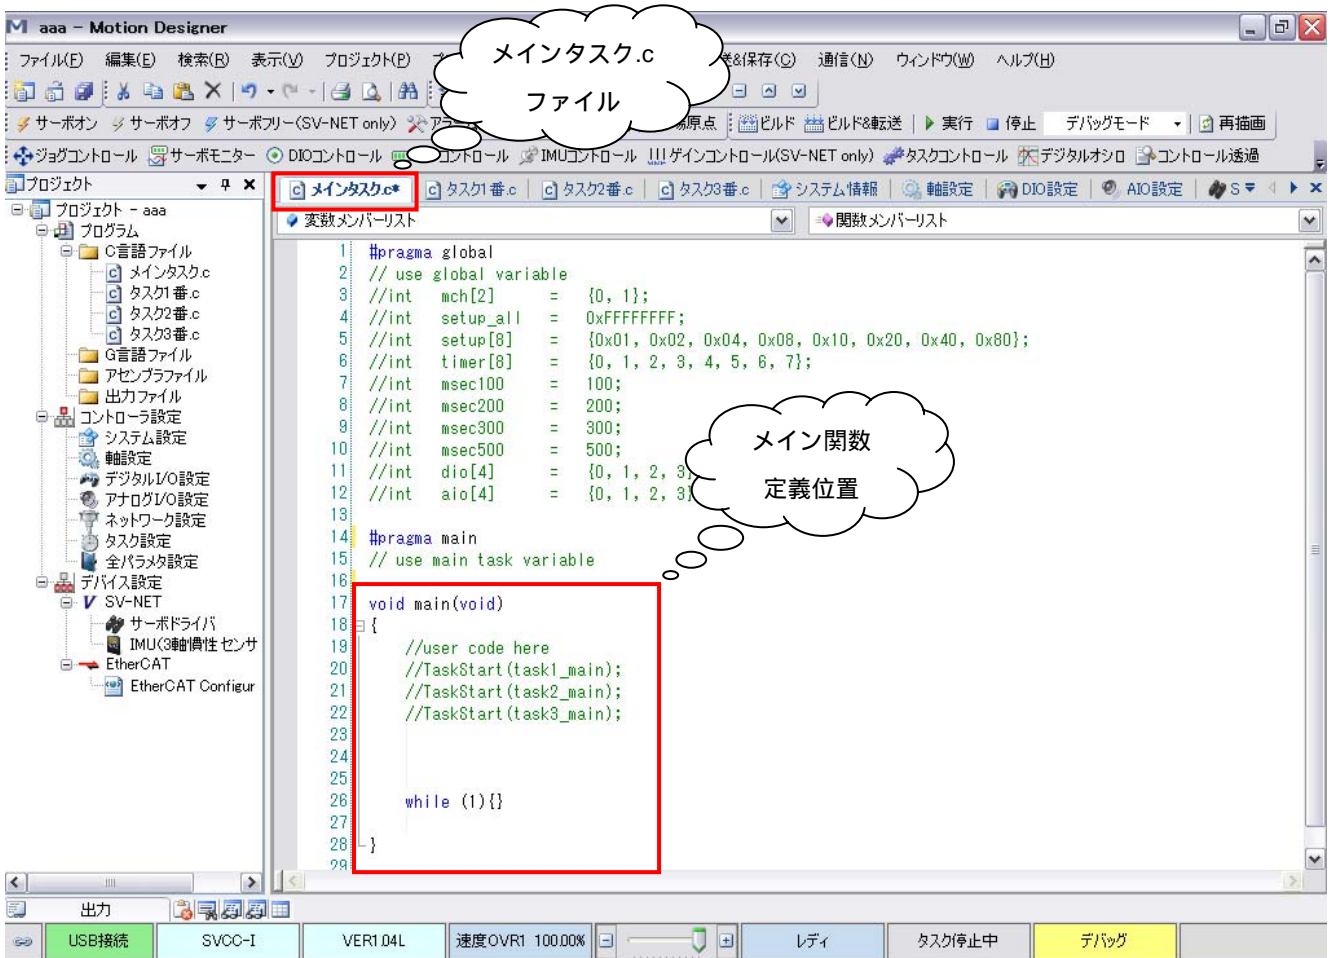 aaa - Motion Designer
ファイル(F) 編集(E) 検索(R) 表示(V) プロジェクト(P) &保存(C) 通信(N) ウィンドウ(W) ヘルプ(H)
メインタスク.c
ファイル
サーボオン サーボオフ サーボフリー(SV-NET only) 原点 ビルド ビルド&転送 実行 停止 デバッグモード 再描画
ジョグコントロール サーボモニター DIOコントロール コントロール IMUコントロール ゲインコントロール(SV-NET only) タスクコントロール デジタルオシロ コントロール透過
プロジェクト
メインタスク.c* タスク1番.c タスク2番.c タスク3番.c システム情報 軸設定 DIO設定 AIO設定 S
変数メンバーリスト 関数メンバーリスト
プロジェクト - aaa
プログラム
C言語ファイル
メインタスク.c
タスク1番.c
タスク2番.c
タスク3番.c
G言語ファイル
アセンブラファイル
出力ファイル
コントローラ設定
システム設定
軸設定
デジタルI/O設定
アナログI/O設定
ネットワーク設定
タスク設定
全パラメタ設定
デバイス設定
SV-NET
サーボドライバ
IMU(3軸慣性センサ
EtherCAT
EtherCAT Configur
1 #pragma global
2 // use global variable
3 //int mch[2] = {0, 1};
4 //int setup_all = 0xFFFFFFFF;
5 //int setup[8] = {0x01, 0x02, 0x04, 0x08, 0x10, 0x20, 0x40, 0x80};
6 //int timer[8] = {0, 1, 2, 3, 4, 5, 6, 7};
7 //int msec100 = 100;
8 //int msec200 = 200;
9 //int msec300 = 300;
10 //int msec500 = 500;
11 //int dio[4] = {0, 1, 2, 3}
12 //int aio[4] = {0, 1, 2, 3}
13
14 #pragma main
15 // use main task variable
16
17 void main(void)
18 {
19 //user code here
20 //TaskStart(task1_main);
21 //TaskStart(task2_main);
22 //TaskStart(task3_main);
23
24
25
26 while (1){}
27
28 }
29
メイン関数
定義位置
出力
USB接続 SVCC-I VER1.04L 速度OVR1 100.00% レディ タスク停止中 デバッグ